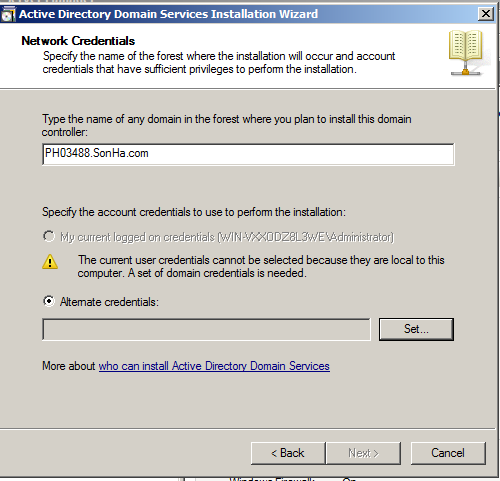 Active Directory Domain Services Installation Wizard
Network Credentials
Specify the name of the forest where the installation will occur and account
credentials that have sufficient privileges to perform the installation.
Type the name of any domain in the forest where you plan to install this domain
controller:
PH03488.SonHa.com
Specify the account credentials to use to perform the installation:
My current logged on credentials (WIN-VXXODZ8L3WE\Administrator)
The current user credentials cannot be selected because they are local to this
computer. A set of domain credentials is needed.
Alternate credentials:
Set...
More about who can install Active Directory Domain Services
< Back
Next >
Cancel
Windows Firewall: On